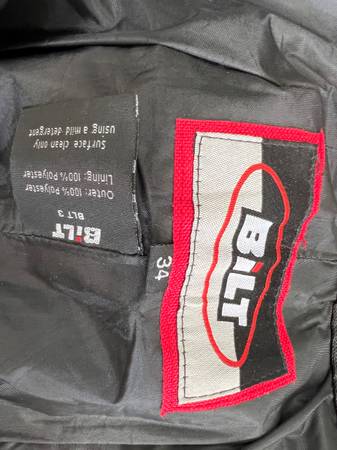 BiLT
BLT 3
Outer: 100% Polyester
Lining: 100% Polyester
Surface clean only
using a mild detergent
34
BiLT